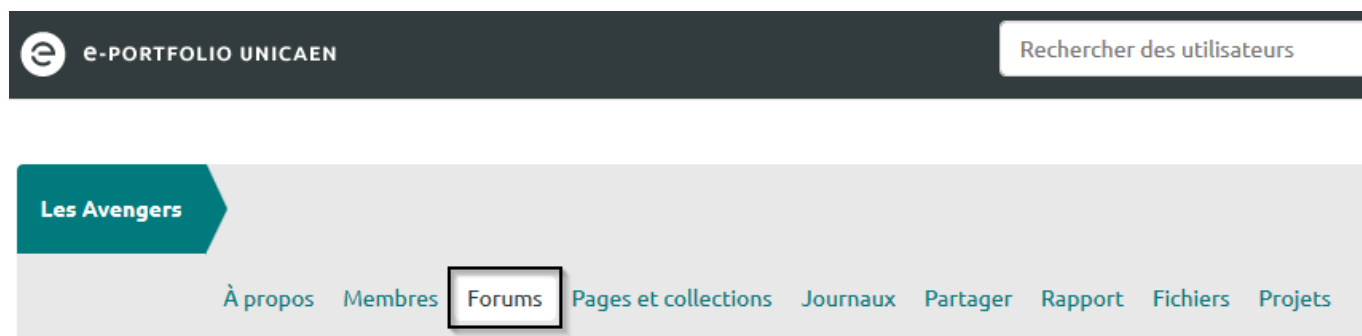 e e-PORTFOLIO UNICAEN
Rechercher des utilisateurs
Les Avengers
À propos Membres Forums Pages et collections Journaux Partager Rapport Fichiers Projets